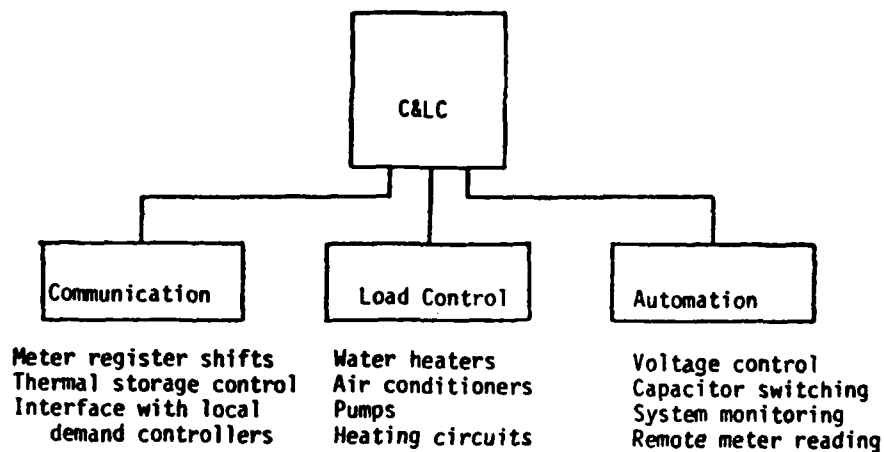 C&LC
Communication
Load Control
Automation
Meter register shifts
Thermal storage control
Interface with local
demand controllers
Water heaters
Air conditioners
Pumps
Heating circuits
Voltage control
Capacitor switching
System monitoring
Remote meter reading